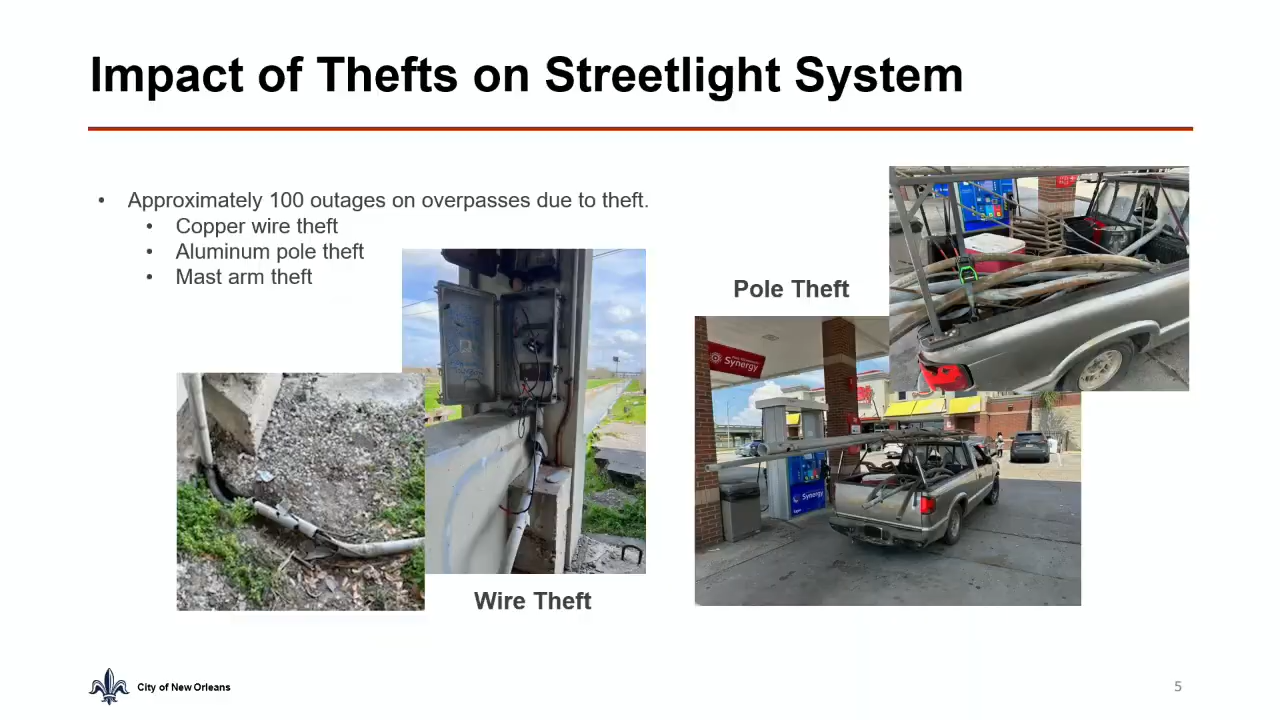 Impact of Thefts on Streetlight System
• Approximately 100 outages on overpasses due to theft.
• Copper wire theft
• Aluminum pole theft
• Mast arm theft
Pole Theft
Synergy
Synergy
Wire Theft
City of New Orleans
5